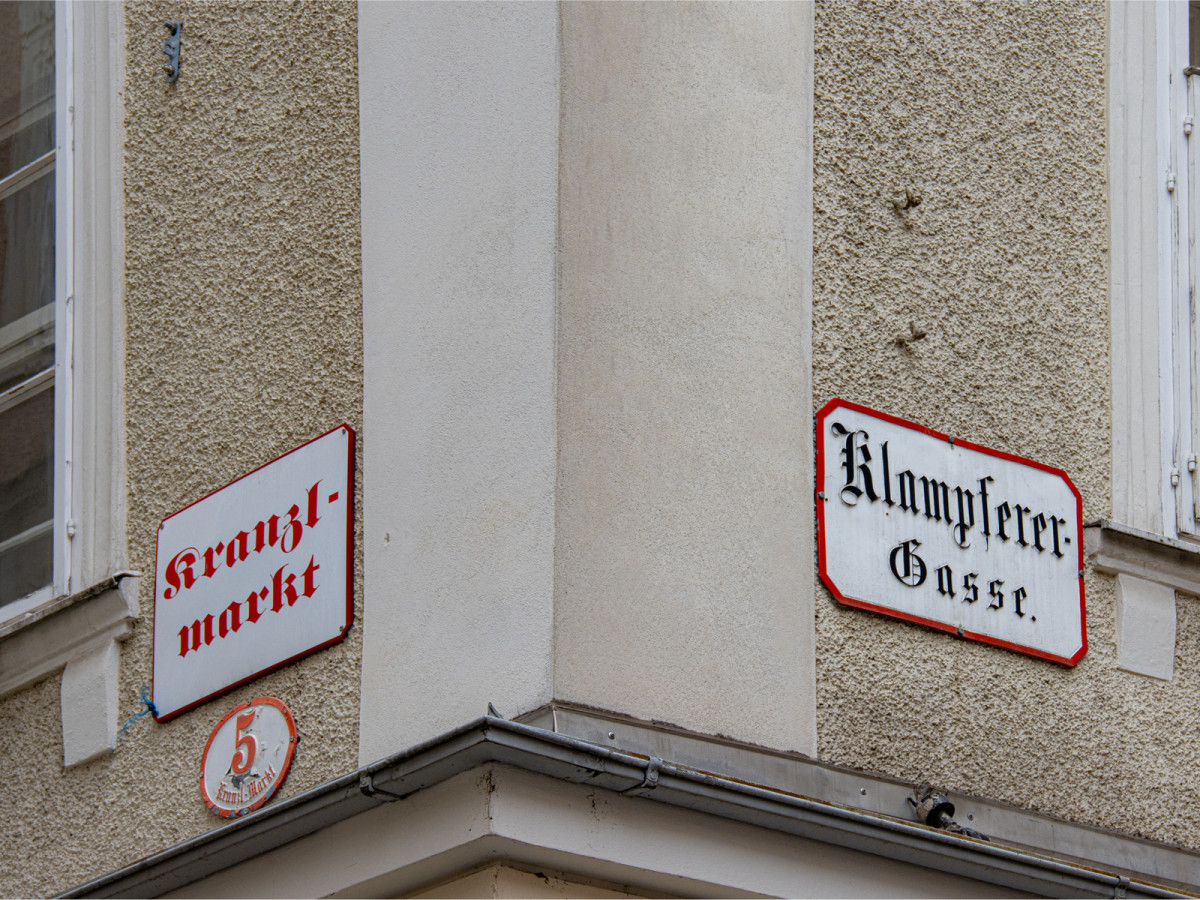 Kranzl-
markt
5
Kranzl-Markt
Klampferer-
Gasse.